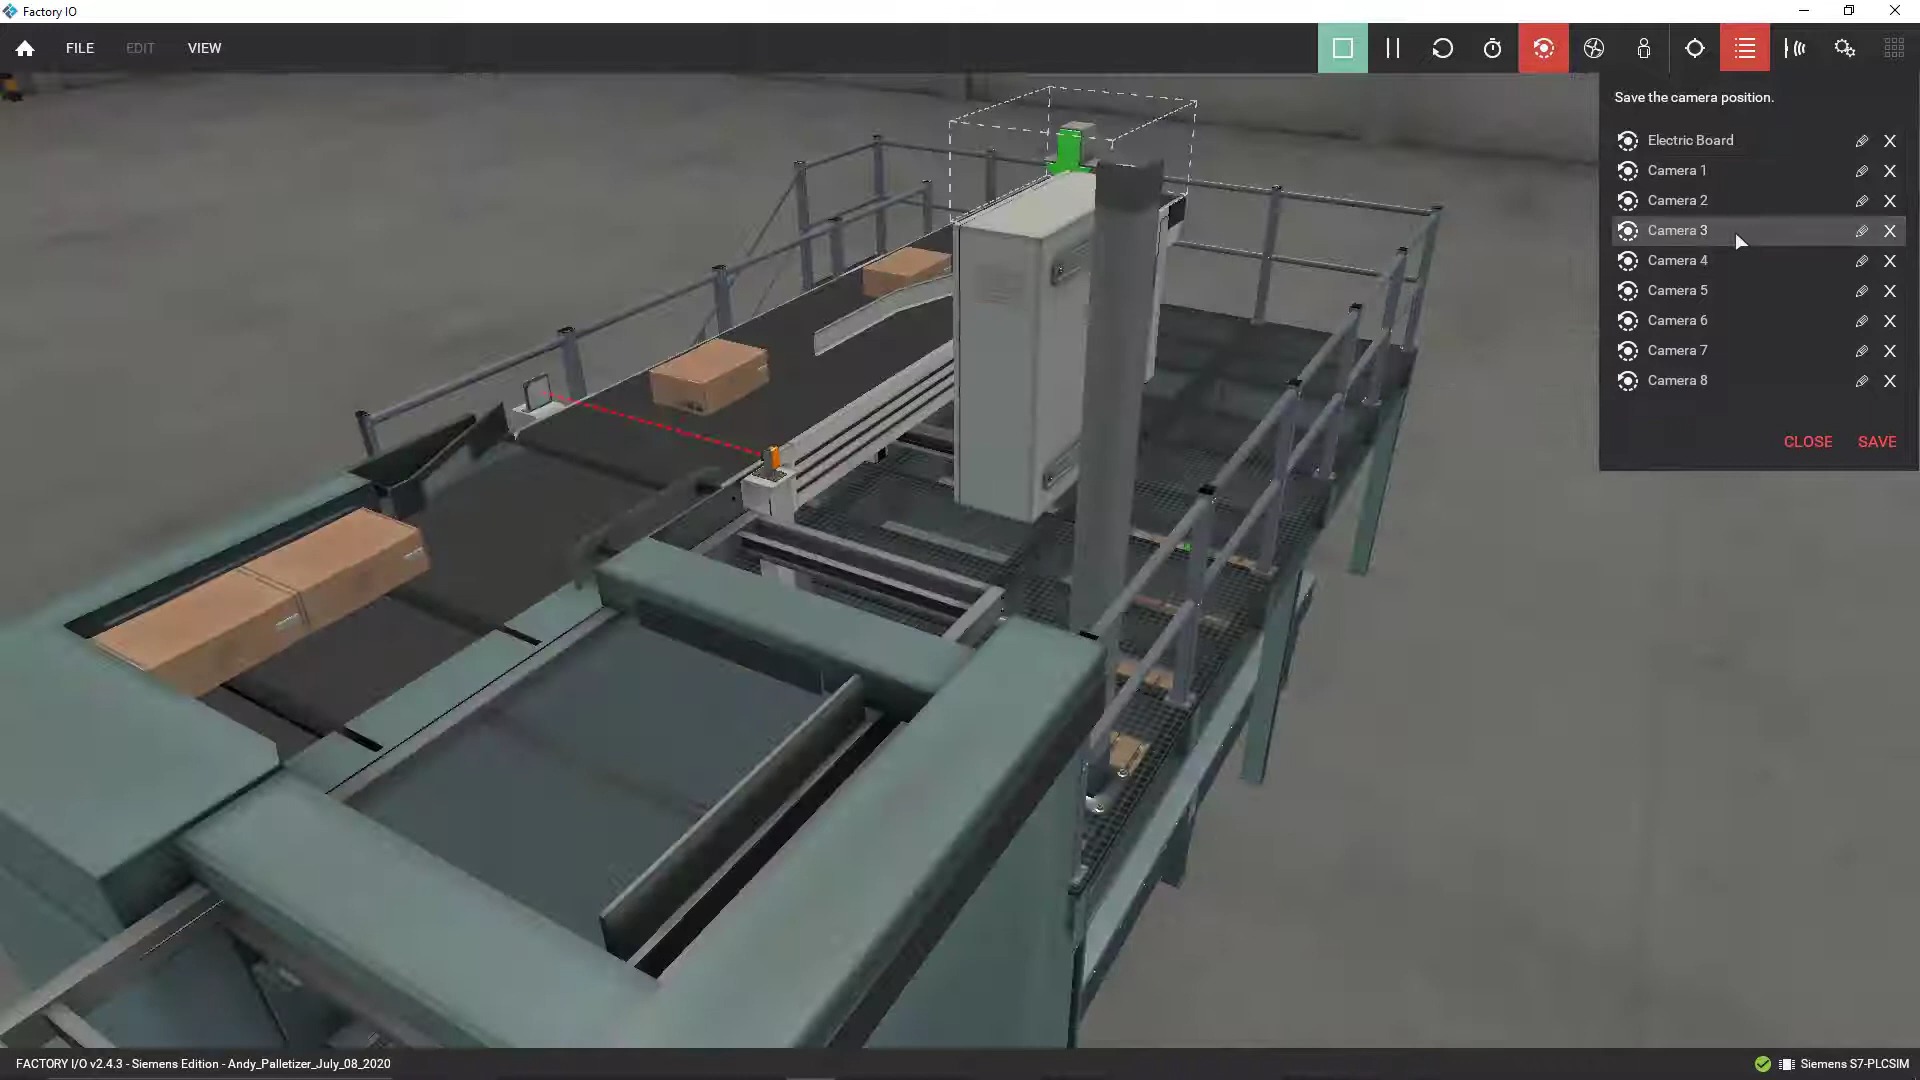 Factory IO
FILE EDIT VIEW
Save the camera position.
Electric Board
Camera 1
Camera 2
Camera 3
Camera 4
Camera 5
Camera 6
Camera 7
Camera 8
CLOSE SAVE
FACTORY I/O v2.4.3 - Siemens Edition - Andy_Palletizer_July_08_2020
Siemens S7-PLCSIM